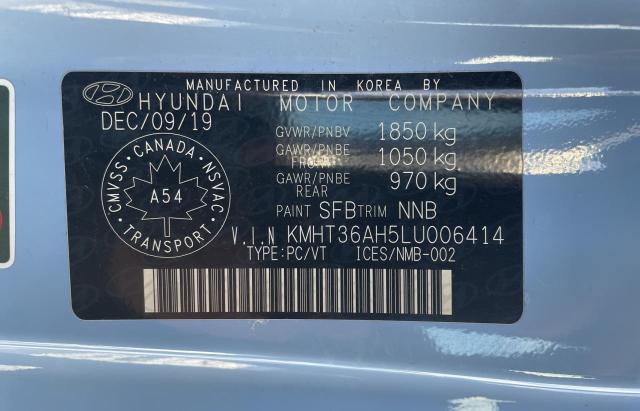 MANUFACTURED IN KOREA BY
HYUNDAI MOTOR COMPANY
DEC/09/19
GVWR/PNBV 1850 kg
GAWR/PNBE FRONT 1050 kg
GAWR/PNBE REAR 970 kg
CMVSS · CANADA · NSVAC · TRANSPORT ·
A54
PAINT SFB TRIM NNB
V.I.N KMHT36AH5LU006414
TYPE:PC/VT ICES/NMB-002